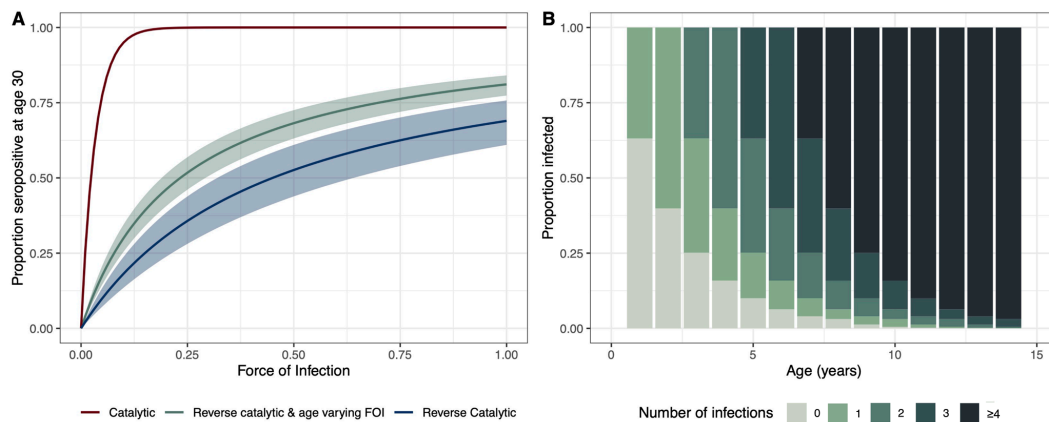 A
Proportion seropositive at age 30
1.00
0.75
0.50
0.25
0.00
0.00 0.25 0.50 0.75 1.00
Force of Infection
Catalytic Reverse catalytic & age varying FOI Reverse Catalytic
B
Proportion infected
1.00
0.75
0.50
0.25
0.00
0 5 10 15
Age (years)
Number of infections 0 1 2 3 ≥4